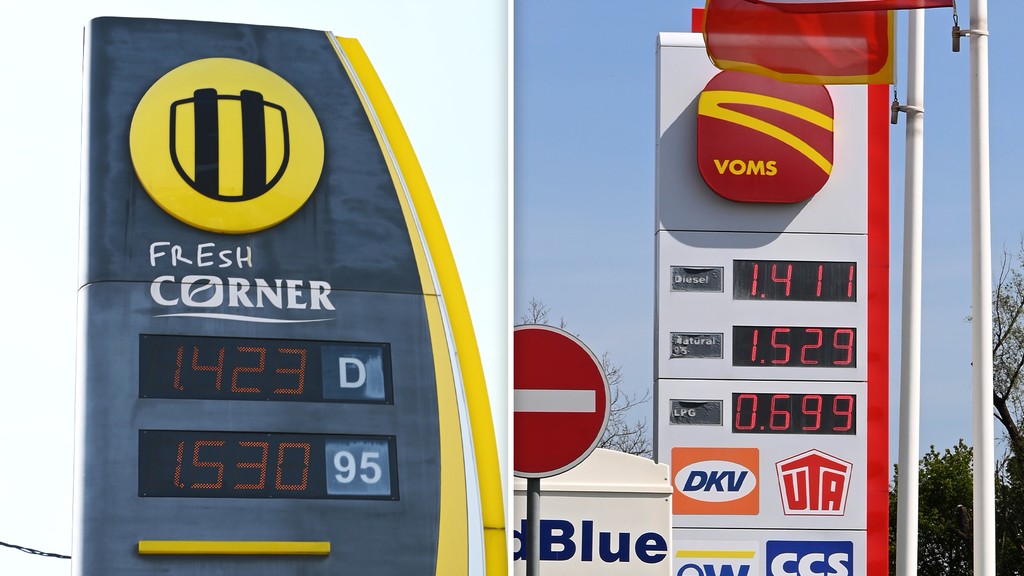 FRESH
CORNER
1.423 D
1.530 95
VOMS
Diesel 1.411
Natural 95 1.529
LPG 0.699
DKV UTA
dBlue
CCS